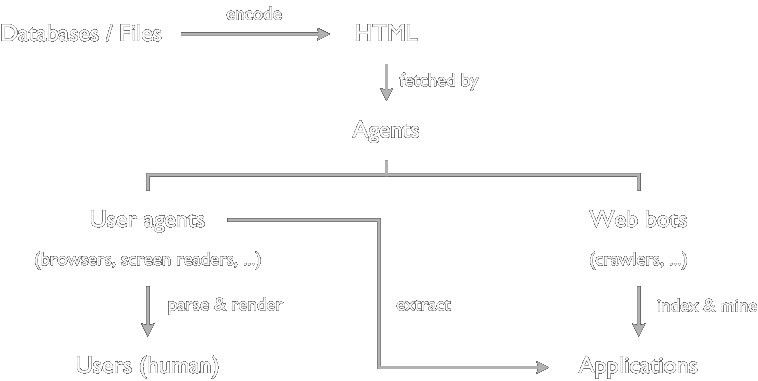 encode
Databases / Files
HTML
fetched by
Agents
User agents
Web bots
(browsers, screen readers, ...)
(crawlers, ...)
parse & render
extract
index & mine
Users (human)
Applications